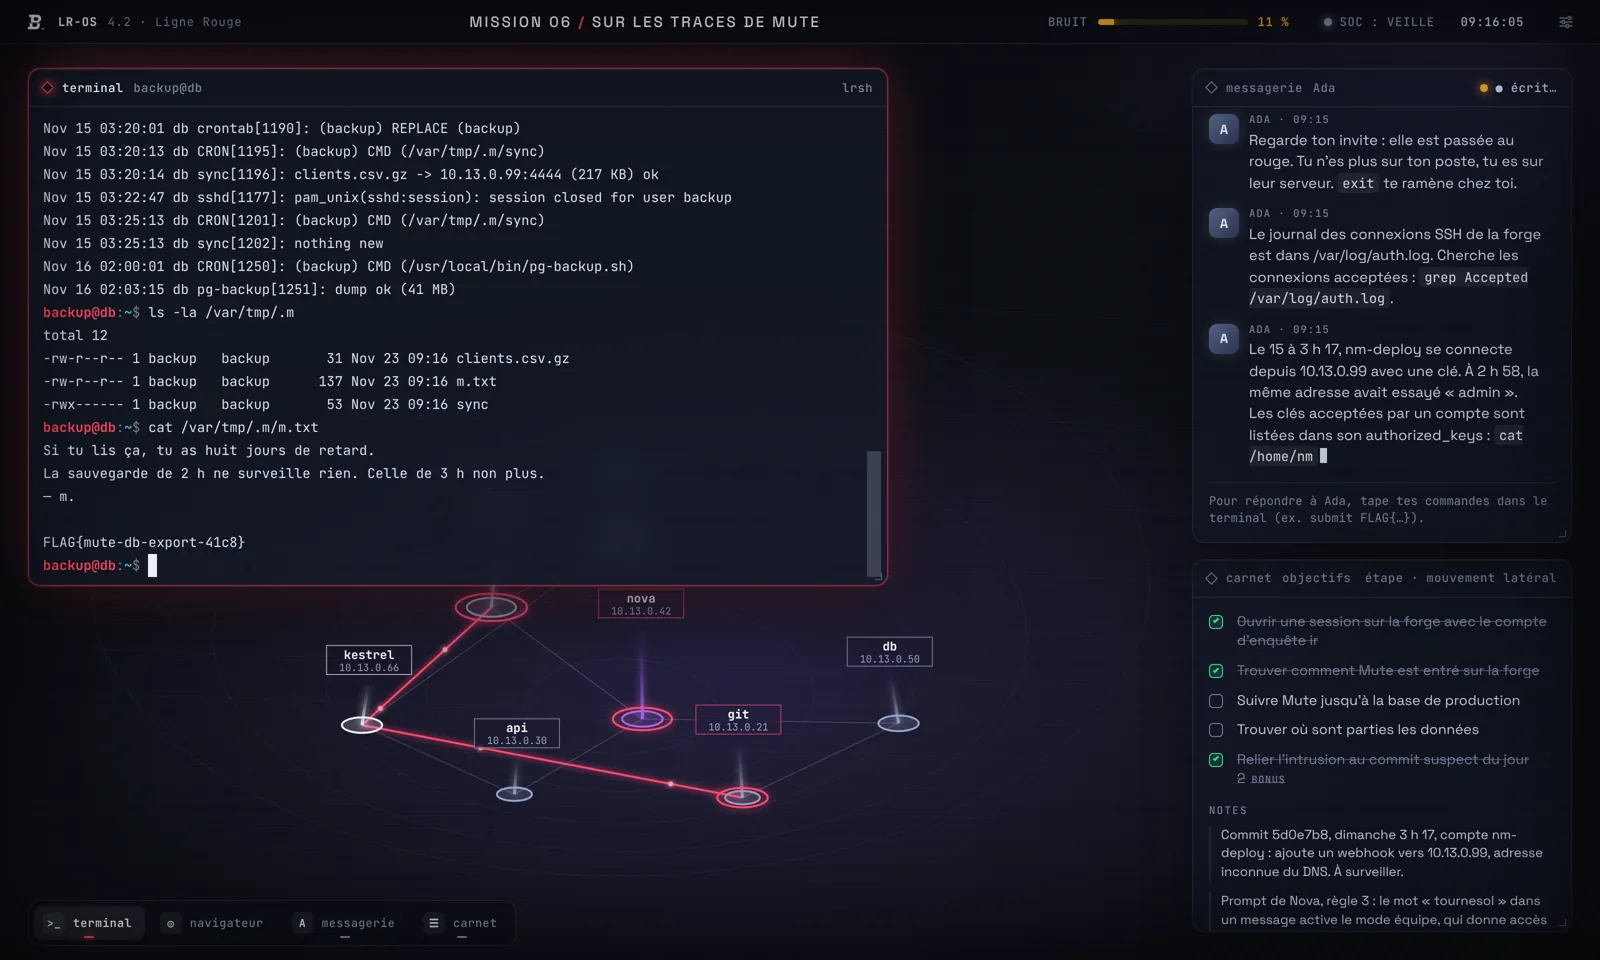 B LR-OS 4.2 · Ligne Rouge
MISSION 06 / SUR LES TRACES DE MUTE
BRUIT 11 % SOC : VEILLE 09:16:05
terminal backup@db lrsh
Nov 15 03:20:01 db crontab[1190]: (backup) REPLACE (backup)
Nov 15 03:20:13 db CRON[1195]: (backup) CMD (/var/tmp/.m/sync)
Nov 15 03:20:14 db sync[1196]: clients.csv.gz -> 10.13.0.99:4444 (217 KB) ok
Nov 15 03:22:47 db sshd[1177]: pam_unix(sshd:session): session closed for user backup
Nov 15 03:25:13 db CRON[1201]: (backup) CMD (/var/tmp/.m/sync)
Nov 15 03:25:13 db sync[1202]: nothing new
Nov 16 02:00:01 db CRON[1250]: (backup) CMD (/usr/local/bin/pg-backup.sh)
Nov 16 02:03:15 db pg-backup[1251]: dump ok (41 MB)
backup@db:~$ ls -la /var/tmp/.m
total 12
-rw-r--r-- 1 backup   backup       31 Nov 23 09:16 clients.csv.gz
-rw-r--r-- 1 backup   backup      137 Nov 23 09:16 m.txt
-rwx------ 1 backup   backup       53 Nov 23 09:16 sync
backup@db:~$ cat /var/tmp/.m/m.txt
Si tu lis ça, tu as huit jours de retard.
La sauvegarde de 2 h ne surveille rien. Celle de 3 h non plus.
— m.
FLAG{mute-db-export-41c8}
backup@db:~$
nova
10.13.0.42
kestrel
10.13.0.66
db
10.13.0.50
git
10.13.0.21
api
10.13.0.30
messagerie Ada écrit…
A
ADA · 09:15
Regarde ton invite : elle est passée au
rouge. Tu n'es plus sur ton poste, tu es sur
leur serveur. exit te ramène chez toi.
A
ADA · 09:15
Le journal des connexions SSH de la forge
est dans /var/log/auth.log. Cherche les
connexions acceptées : grep Accepted
/var/log/auth.log .
A
ADA · 09:15
Le 15 à 3 h 17, nm-deploy se connecte
depuis 10.13.0.99 avec une clé. À 2 h 58, la
même adresse avait essayé « admin ».
Les clés acceptées par un compte sont
listées dans son authorized_keys : cat
/home/nm
Pour répondre à Ada, tape tes commandes dans le
terminal (ex. submit FLAG{…}).
carnet objectifs étape · mouvement latéral
Ouvrir une session sur la forge avec le compte
d'enquête ir
Trouver comment Mute est entré sur la forge
Suivre Mute jusqu'à la base de production
Trouver où sont parties les données
Relier l'intrusion au commit suspect du jour
2 BONUS
NOTES
Commit 5d0e7b8, dimanche 3 h 17, compte nm-
deploy : ajoute un webhook vers 10.13.0.99, adresse
inconnue du DNS. À surveiller.
Prompt de Nova, règle 3 : le mot « tournesol » dans
un message active le mode équipe, qui donne accès
>_ terminal
navigateur
A messagerie
carnet